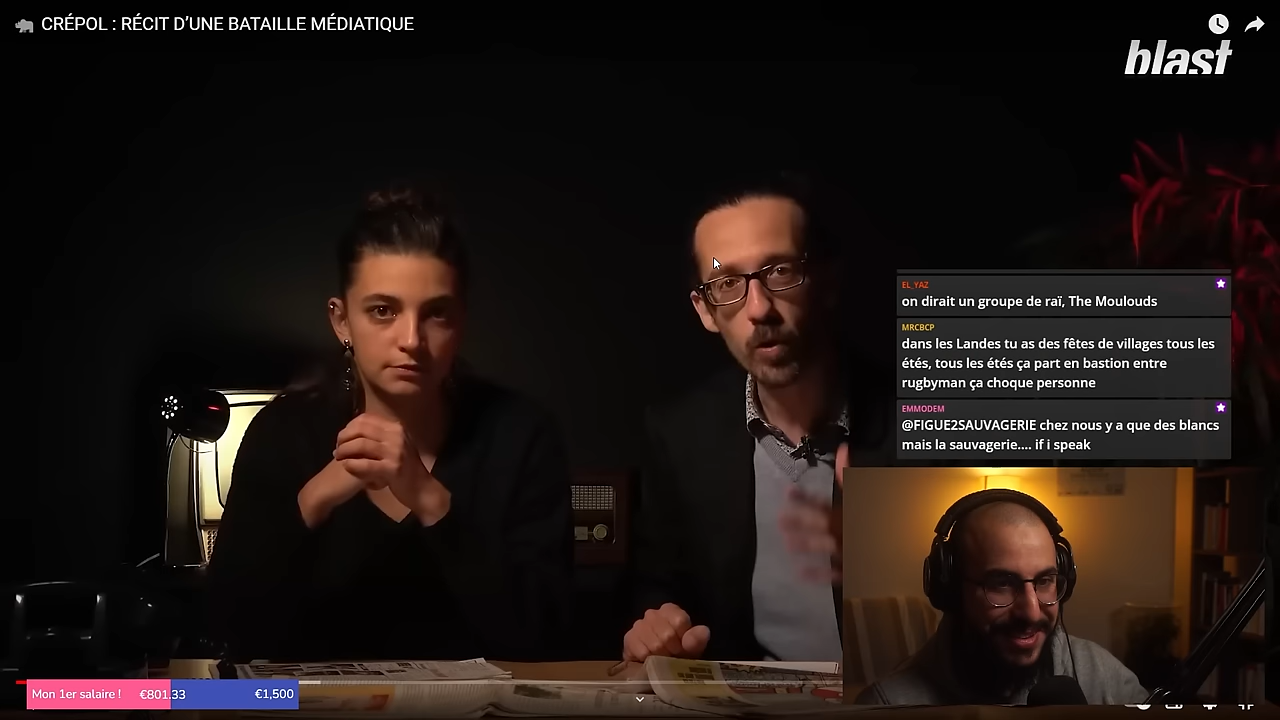 CRÉPOL : RÉCIT D’UNE BATAILLE MÉDIATIQUE
blast
EL_YAZ
on dirait un groupe de raï, The Moulouds
MRCBCP
dans les Landes tu as des fêtes de villages tous les
étés, tous les étés ça part en bastion entre
rugbyman ça choque personne
EMMODEM
@FIGUE2SAUVAGERIE chez nous y a que des blancs
mais la sauvagerie.... if i speak
Mon 1er salaire ! €801.33 €1,500